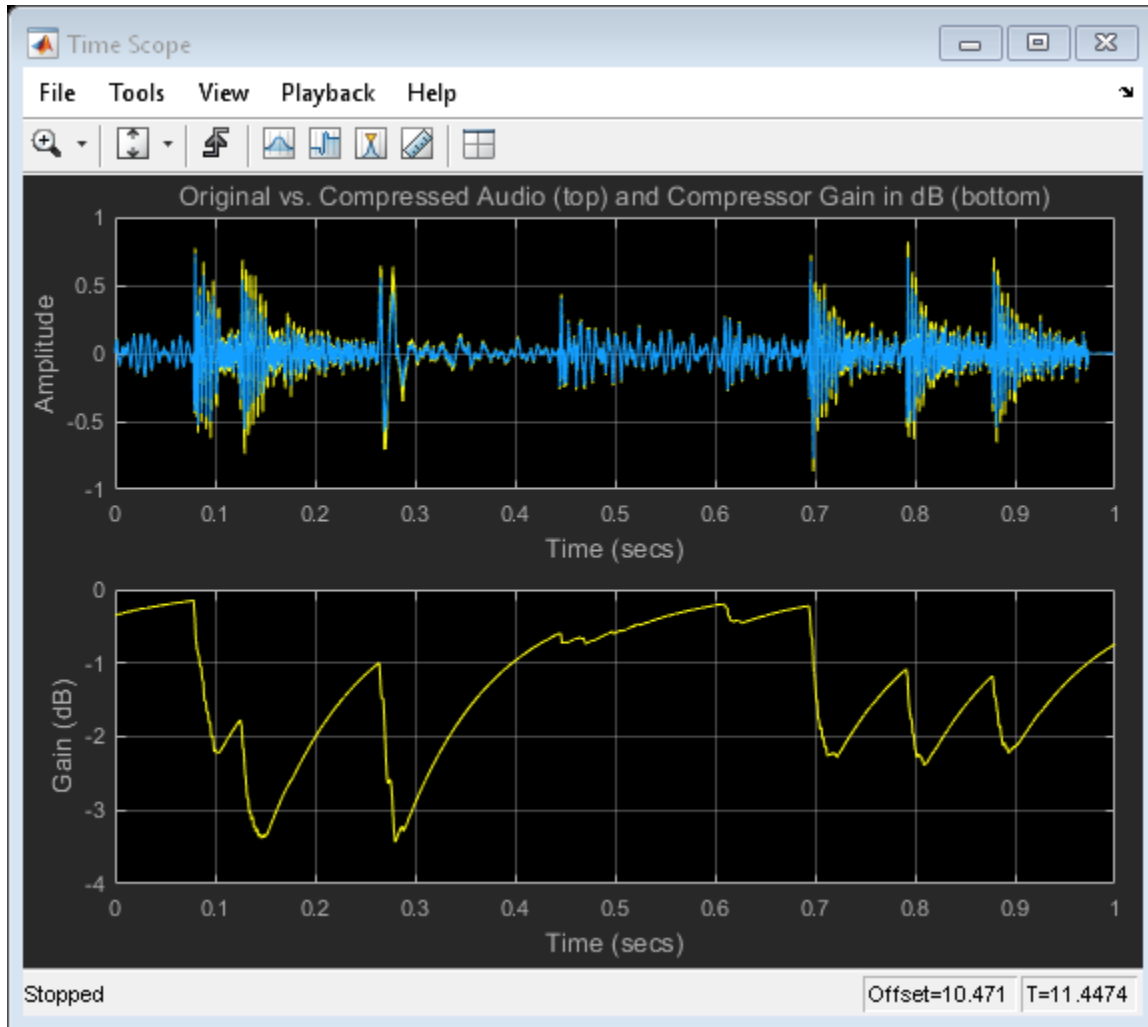 Time Scope
File Tools View Playback Help
Original vs. Compressed Audio (top) and Compressor Gain in dB (bottom)
1
0.5
0
-0.5
-1
Amplitude
0 0.1 0.2 0.3 0.4 0.5 0.6 0.7 0.8 0.9 1
Time (secs)
0
-1
-2
-3
-4
Gain (dB)
0 0.1 0.2 0.3 0.4 0.5 0.6 0.7 0.8 0.9 1
Time (secs)
Stopped Offset=10.471 T=11.4474